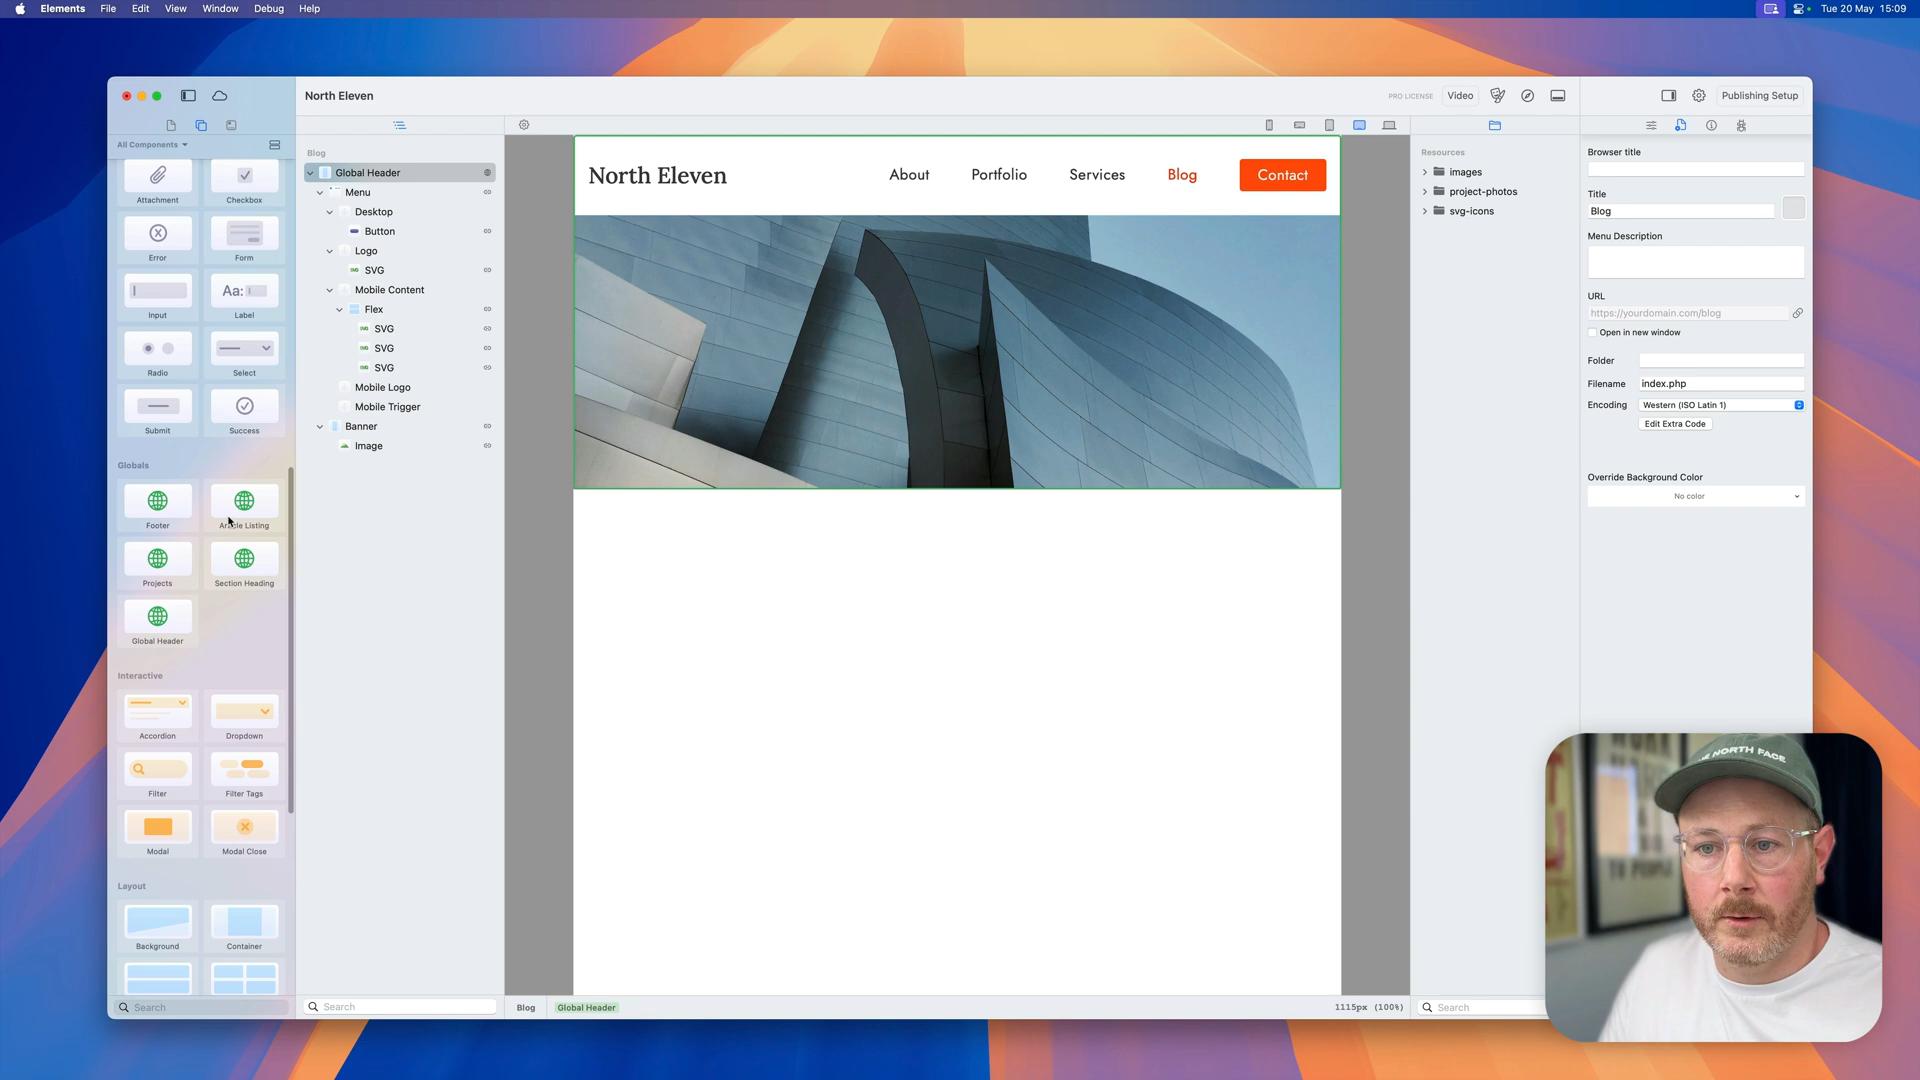 Elements File Edit View Window Debug Help
Tue 20 May 15:09
North Eleven
PRO LICENSE
Video
Publishing Setup
All Components
Attachment
Checkbox
Error
Form
Aa:
Input
Label
Radio
Select
Submit
Success
Globals
Footer
Article Listing
Projects
Section Heading
Global Header
Interactive
Accordion
Dropdown
Filter
Filter Tags
Modal
Modal Close
Layout
Background
Container
Search
Blog
Global Header
Menu
Desktop
Button
Logo
SVG
Mobile Content
Flex
SVG
SVG
SVG
Mobile Logo
Mobile Trigger
Banner
Image
Search
North Eleven
About
Portfolio
Services
Blog
Contact
Blog
Global Header
1115px (100%)
Resources
images
project-photos
svg-icons
Search
Browser title
Title
Blog
Menu Description
URL
https://yourdomain.com/blog
Open in new window
Folder
Filename index.php
Encoding Western (ISO Latin 1)
Edit Extra Code
Override Background Color
No color
THE NORTH FACE